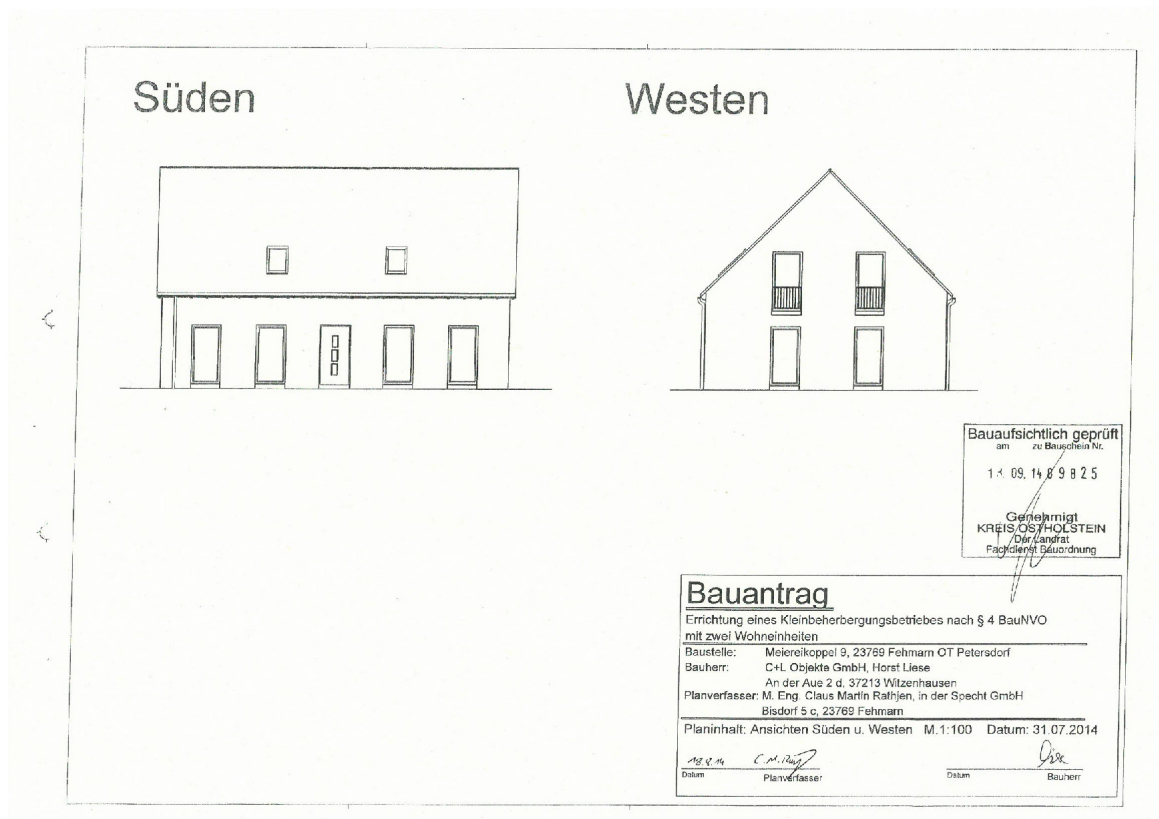 Süden
Westen
Bauaufsichtlich geprüft
am zu Bauschein Nr.
09. 14 9825
Genehmigt
KREIS OSTHOLSTEIN
Der Landrat
Fachdienst Bauordnung
Bauantrag
Errichtung eines Kleinbeherbergungsbetriebes nach § 4 BauNVO
mit zwei Wohneinheiten
Baustelle: Meiereikoppel 9, 23769 Fehmarn OT Petersdorf
Bauherr: C+L Objekte GmbH, Horst Liese
An der Aue 2 d, 37213 Witzenhausen
Planverfasser: M. Eng. Claus Martin Rathjen, in der Specht GmbH
Bisdorf 5 c, 23769 Fehmarn
Planinhalt: Ansichten Süden u. Westen M.1:100 Datum: 31.07.2014
Datum Planverfasser Datum Bauherr